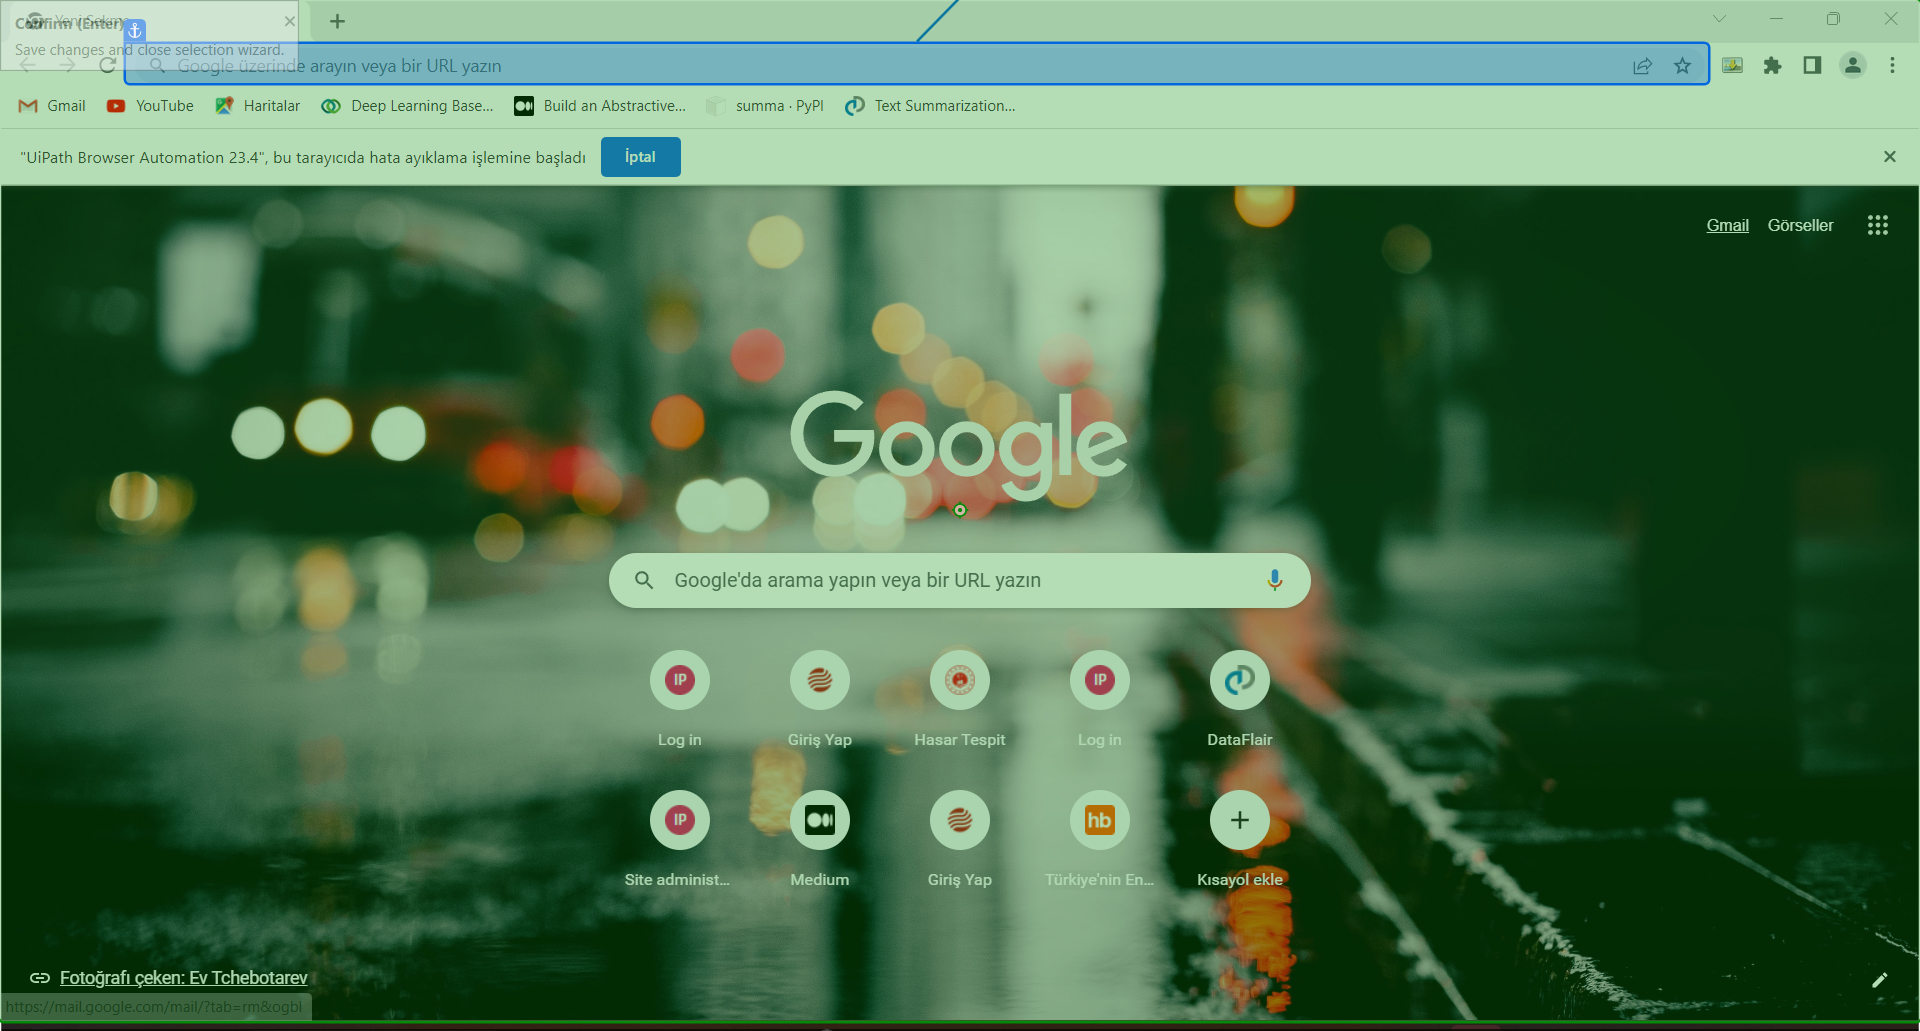 Confirm (Enter)
Yeni Sekme
Save changes and close selection wizard.
Google üzerinde arayın veya bir URL yazın
Gmail YouTube Haritalar Deep Learning Base... Build an Abstractive... summa · PyPI Text Summarization...
"UiPath Browser Automation 23.4", bu tarayıcıda hata ayıklama işlemine başladı İptal
Gmail Görseller
Google
Google'da arama yapın veya bir URL yazın
IP IP
Log in Giriş Yap Hasar Tespit Log in DataFlair
IP hb
Site administ... Medium Giriş Yap Türkiye'nin En... Kısayol ekle
Fotoğrafı çeken: Ev Tchebotarev
https://mail.google.com/mail/?tab=rm&ogbl